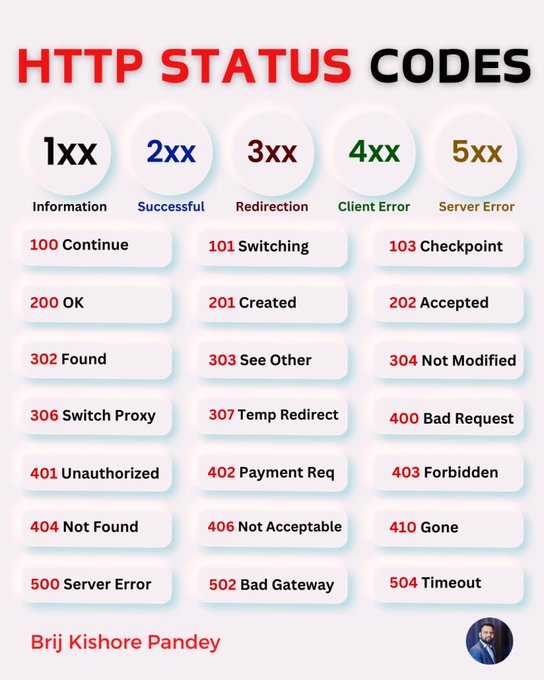 HTTP STATUS CODES
1xx 2xx 3xx 4xx 5xx
Information Successful Redirection Client Error Server Error
100 Continue 101 Switching 103 Checkpoint
200 OK 201 Created 202 Accepted
302 Found 303 See Other 304 Not Modified
306 Switch Proxy 307 Temp Redirect 400 Bad Request
401 Unauthorized 402 Payment Req 403 Forbidden
404 Not Found 406 Not Acceptable 410 Gone
500 Server Error 502 Bad Gateway 504 Timeout
Brij Kishore Pandey